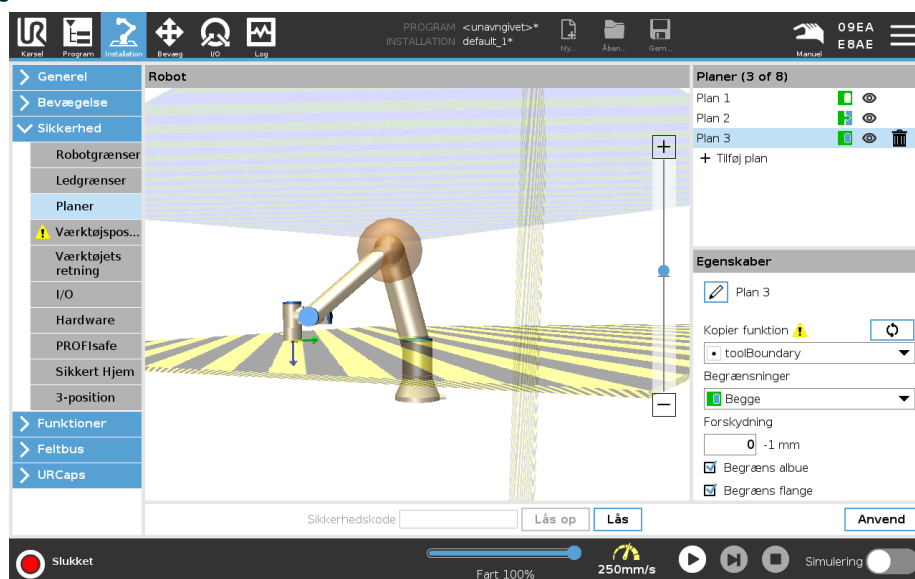 UR
Kørsel
Program
Installation
Bevæg
I/O
Log
PROGRAM <unavngivet>*
INSTALLATION default_1*
Ny...
Åben...
Gem...
Manuel
09EA
E8AE
Generel
Bevægelse
Sikkerhed
Robotgrænser
Ledgrænser
Planer
Værktøjspos...
Værktøjets
retning
I/O
Hardware
PROFIsafe
Sikkert Hjem
3-position
Funktioner
Feltbus
URCaps
Robot
Planer (3 of 8)
Plan 1
Plan 2
Plan 3
+ Tilføj plan
Egenskaber
Plan 3
Kopier funktion
toolBoundary
Begrænsninger
Begge
Forskydning
0 -1 mm
Begræns albue
Begræns flange
Sikkerhedskode
Lås op
Lås
Anvend
Slukket
Fart 100%
250mm/s
Simulering